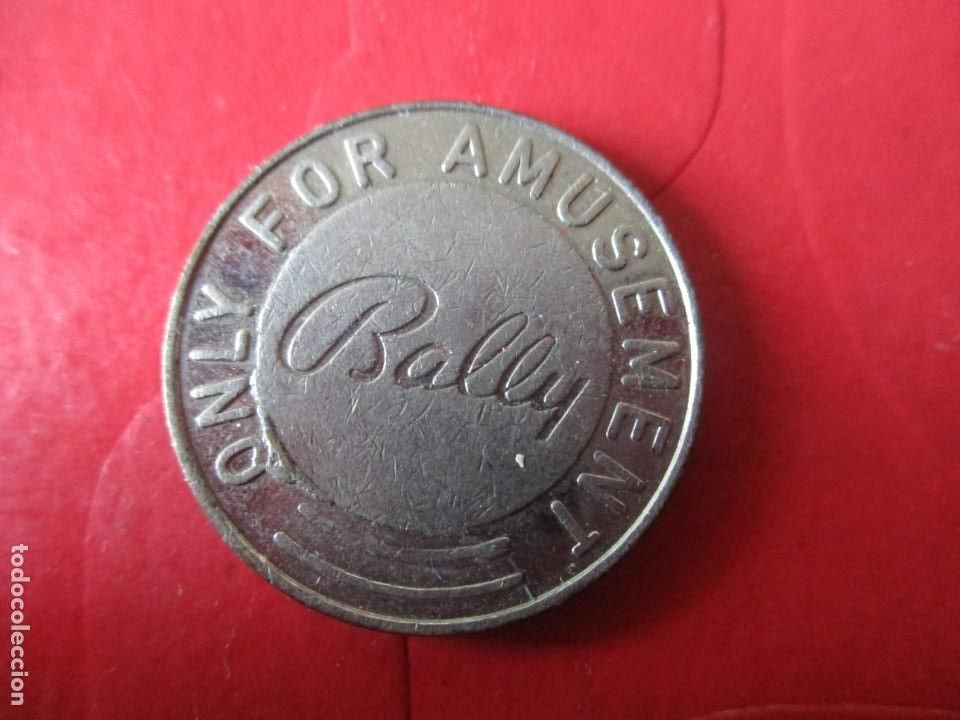 ONLY FOR AMUSEMENT
Bally
todocoleccion